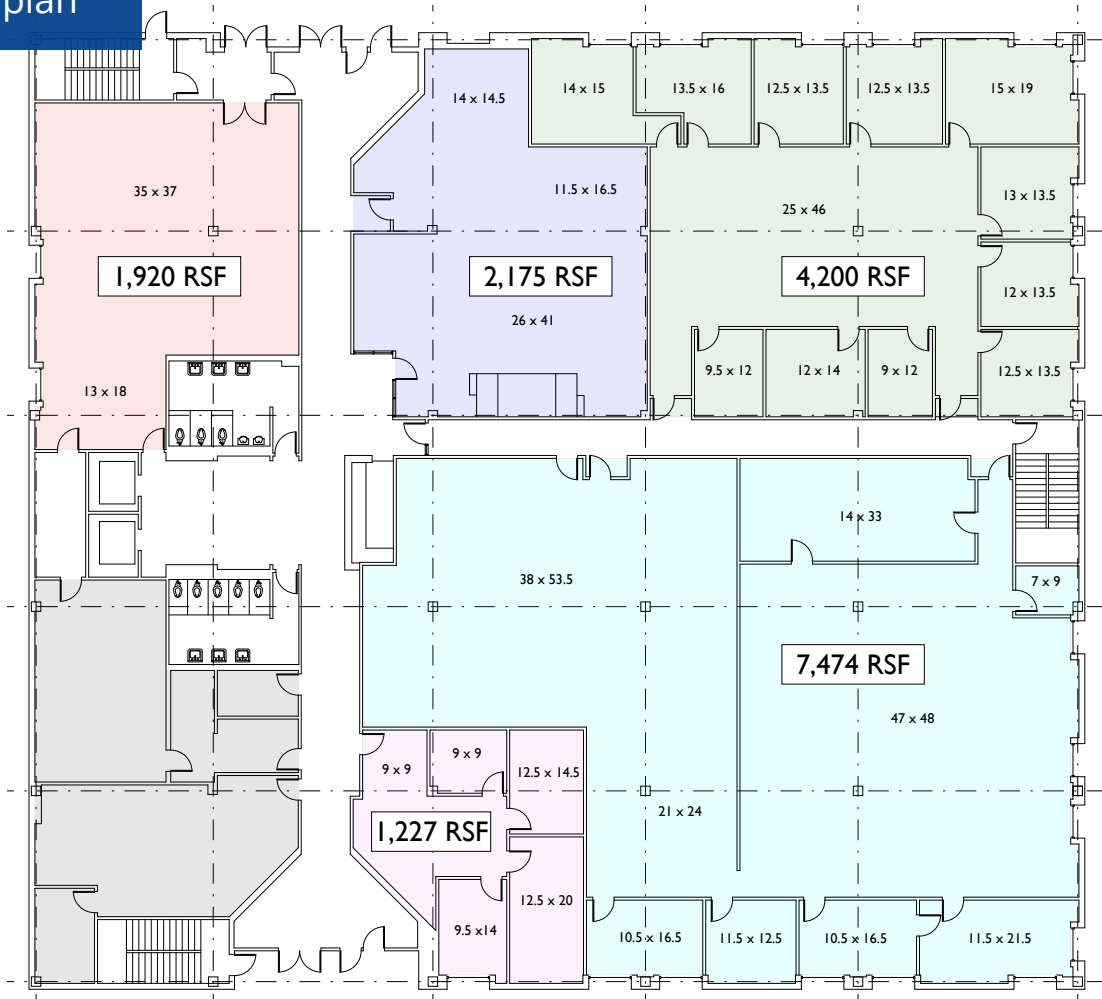 plan
14 x 14.5
14 x 15
13.5 x 16
12.5 x 13.5
12.5 x 13.5
15 x 19
35 x 37
11.5 x 16.5
25 x 46
13 x 13.5
1,920 RSF
2,175 RSF
4,200 RSF
12 x 13.5
26 x 41
13 x 18
9.5 x 12
12 x 14
9 x 12
12.5 x 13.5
14 x 33
38 x 53.5
7 x 9
7,474 RSF
47 x 48
9 x 9
9 x 9
12.5 x 14.5
21 x 24
1,227 RSF
12.5 x 20
9.5 x14
10.5 x 16.5
11.5 x 12.5
10.5 x 16.5
11.5 x 21.5